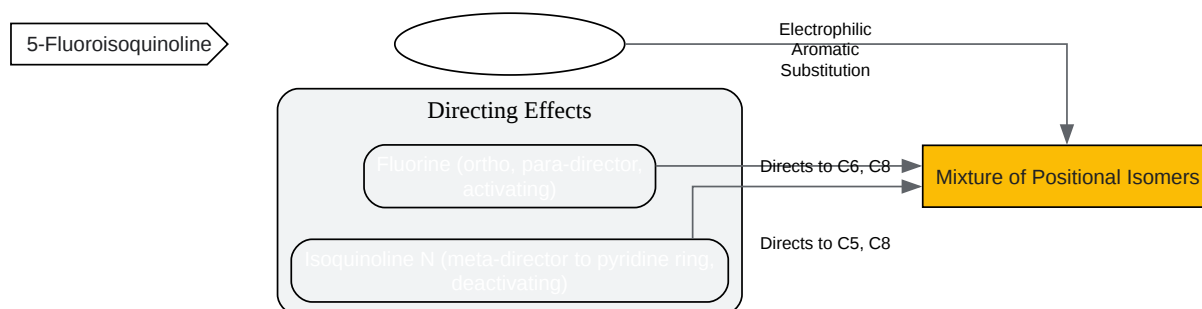 5-Fluoroisoquinoline
Electrophilic
Aromatic
Substitution
Directing Effects
Fluorine (ortho, para-director,
activating)
Directs to C6, C8
Mixture of Positional Isomers
Directs to C5, C8
Isoquinoline N (meta-director to pyridine ring,
deactivating)